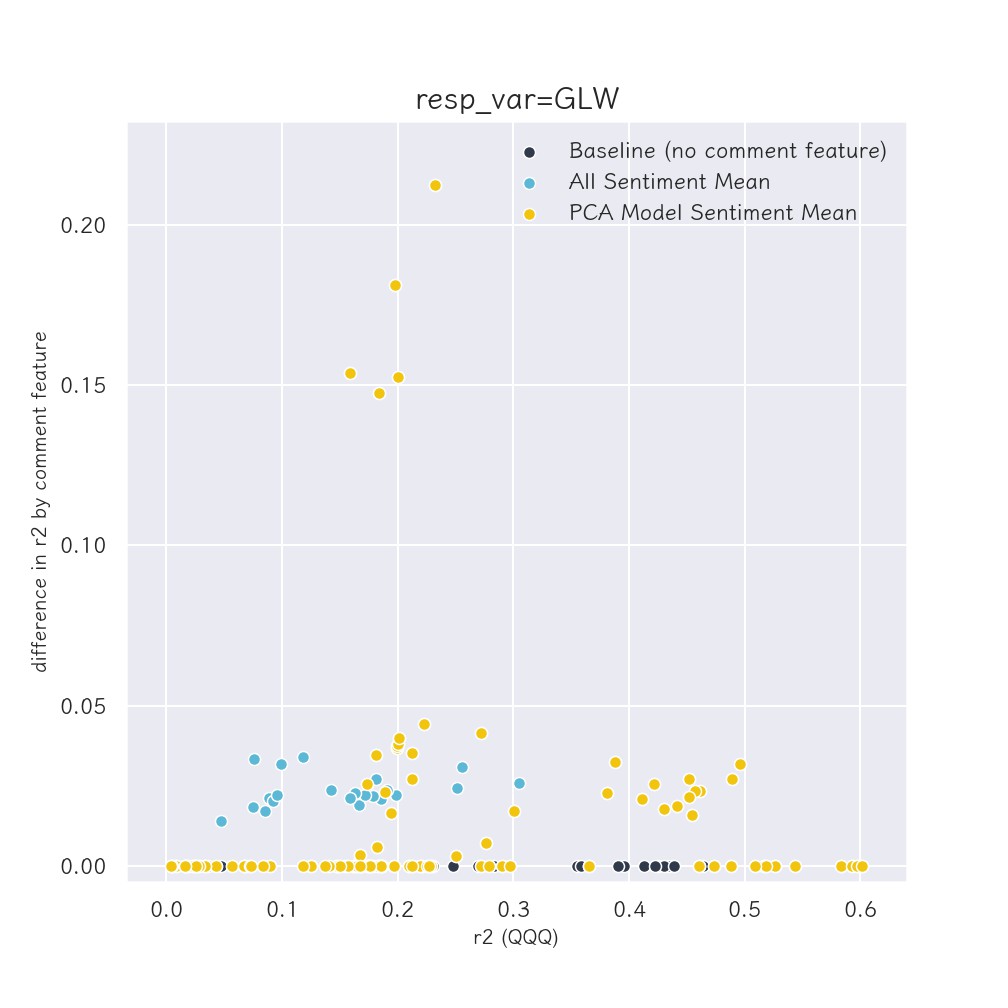 resp_var=GLW
Baseline (no comment feature)
All Sentiment Mean
PCA Model Sentiment Mean
difference in r2 by comment feature
0.20
0.15
0.10
0.05
0.00
0.0 0.1 0.2 0.3 0.4 0.5 0.6
r2 (QQQ)